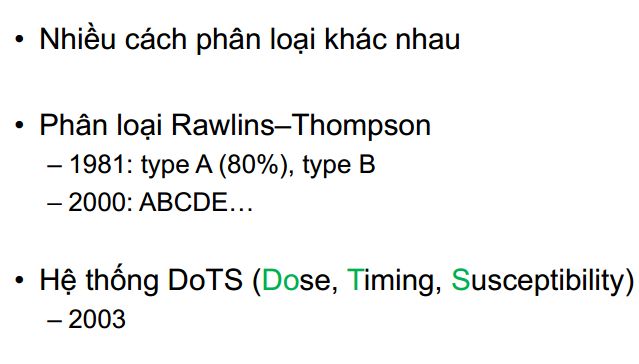 • Nhiều cách phân loại khác nhau
• Phân loại Rawlins–Thompson
– 1981: type A (80%), type B
– 2000: ABCDE…
• Hệ thống DoTS (Dose, Timing, Susceptibility)
– 2003